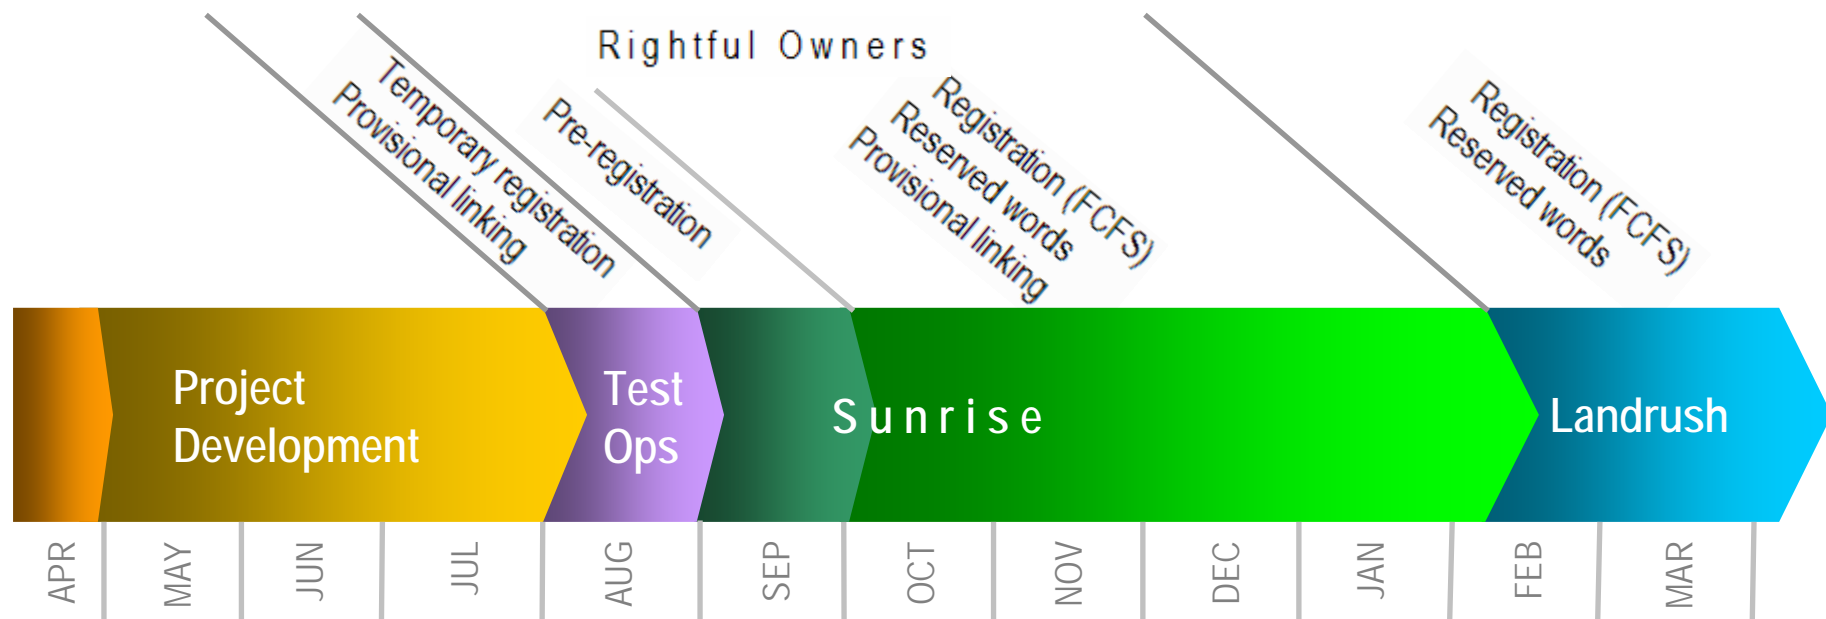 Rightful Owners
Temporary registration
Provisional linking
Pre-registration
Registration (FCFS)
Reserved words
Provisional linking
Registration (FCFS)
Reserved words
Project
Development
Test
Ops
Sunrise
Landrush
APR
MAY
JUN
JUL
AUG
SEP
OCT
NOV
DEC
JAN
FEB
MAR